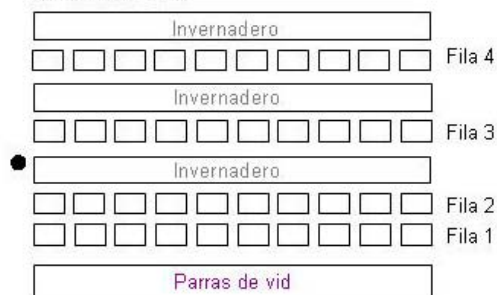 Invernadero
Fila 4
Invernadero
Fila 3
Invernadero
Fila 2
Fila 1
Parras de vid